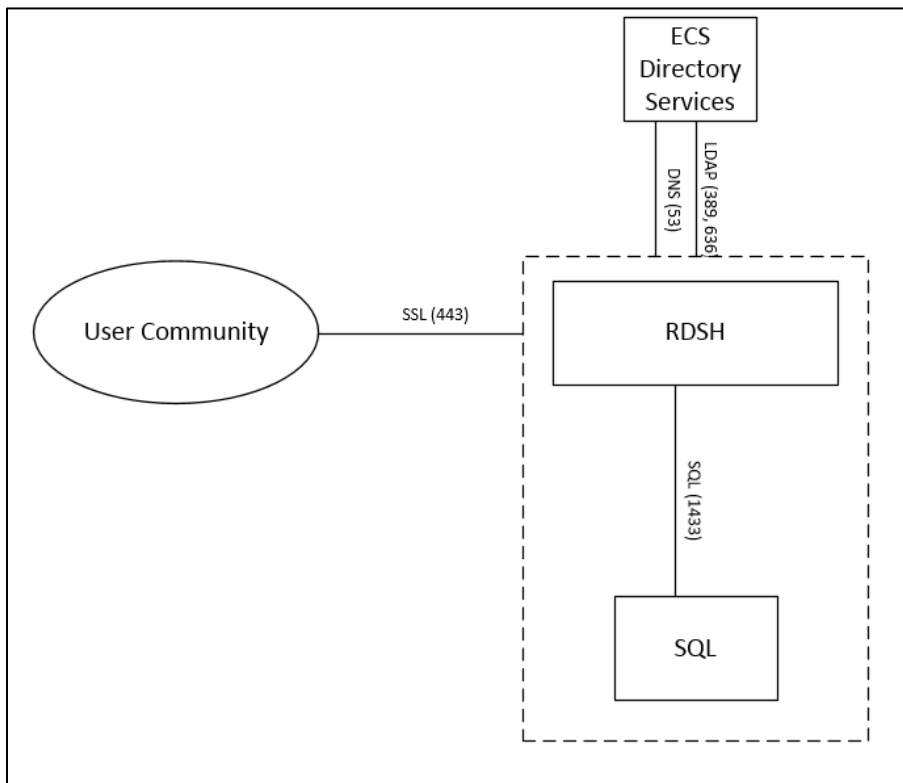 ECS
Directory
Services
DNS (53)
LDAP (389, 636)
User Community
SSL (443)
RDSH
SQL (1433)
SQL